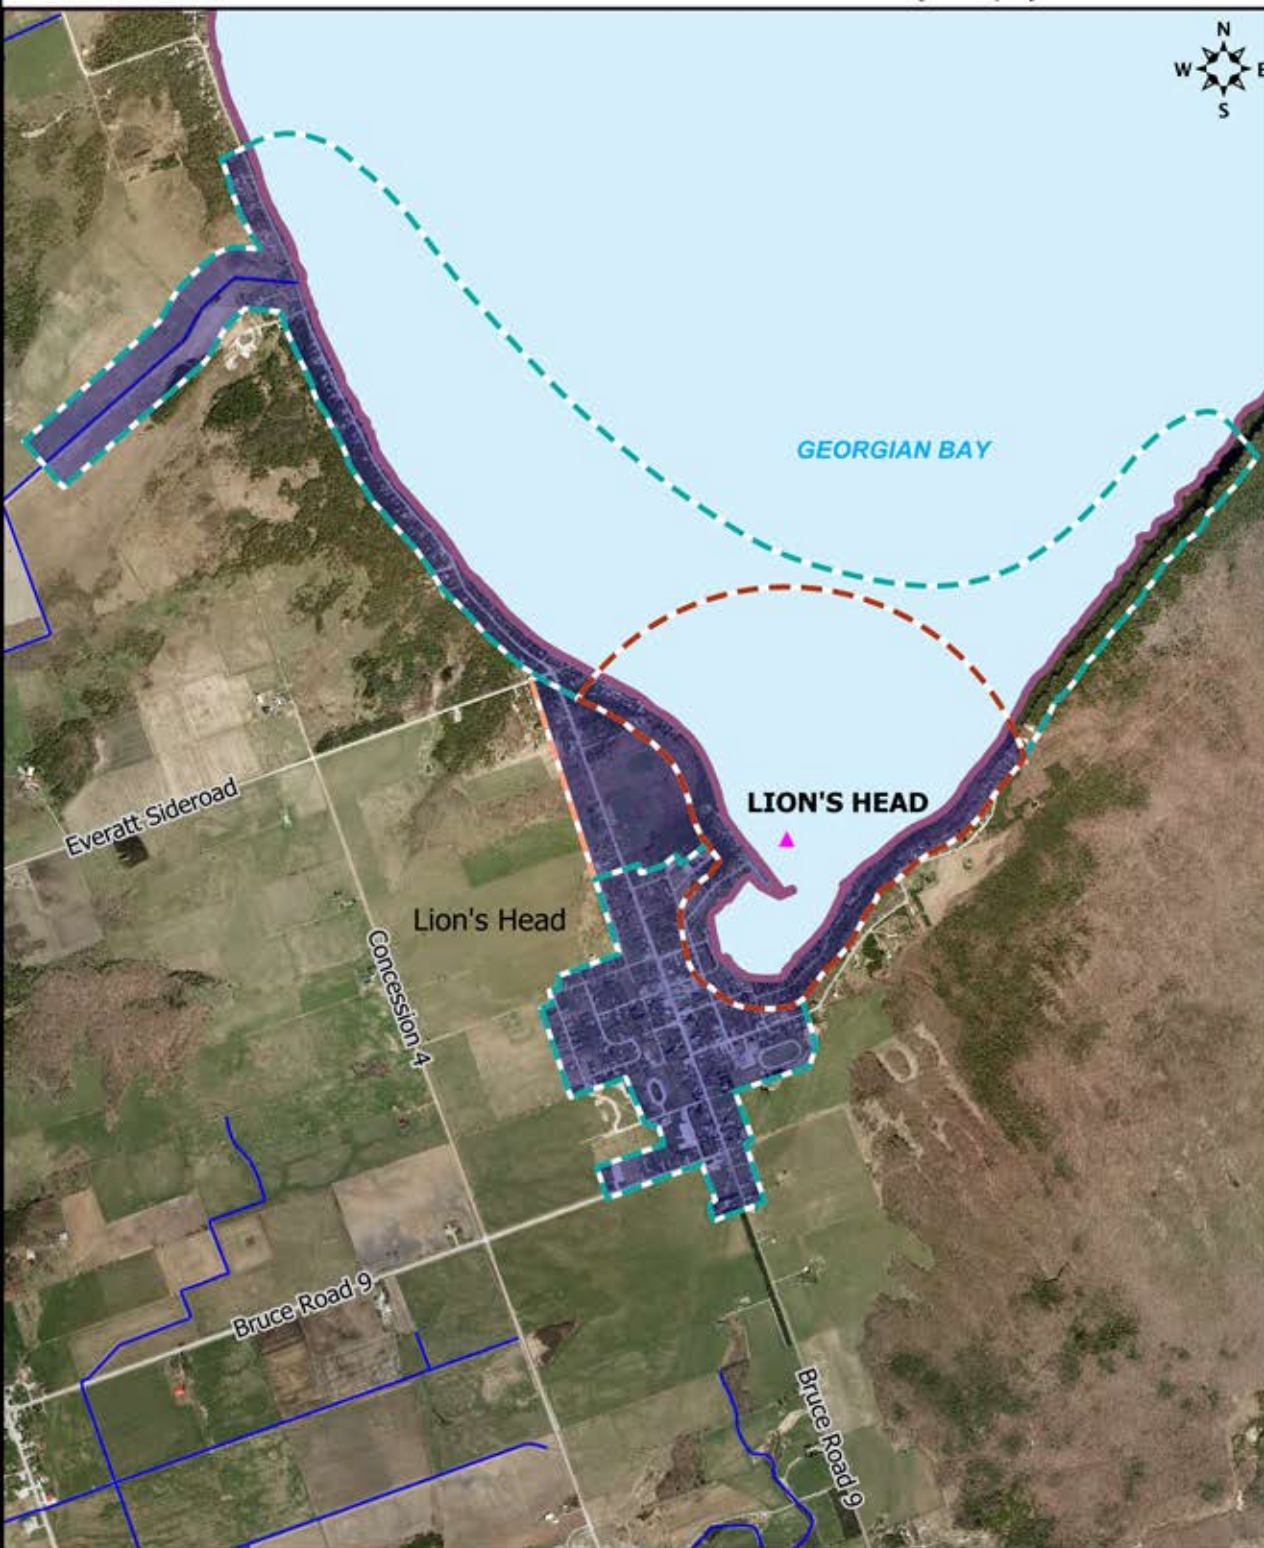 N
W E
S
GEORGIAN BAY
LION'S HEAD
Everatt Sideroad
Lion's Head
Concession 4
Bruce Road 9
Bruce Road 9